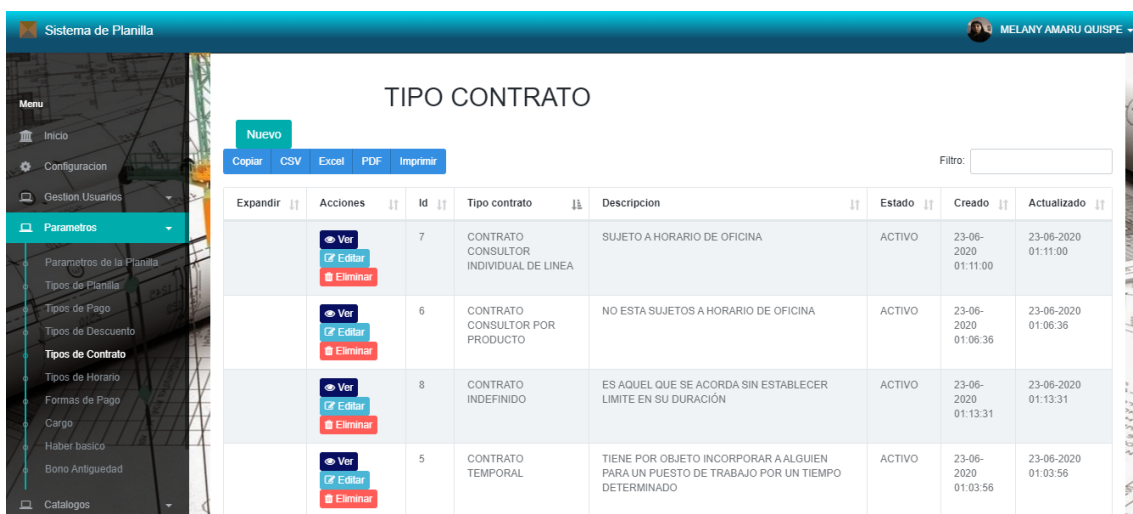 Sistema de Planilla
MELANY AMARU QUISPE
Menu
Inicio
Configuracion
Gestion Usuarios
Parametros
Parametros de la Planilla
Tipos de Planilla
Tipos de Pago
Tipos de Descuento
Tipos de Contrato
Tipos de Horario
Formas de Pago
Cargo
Haber basico
Bono Antiguedad
Catalogos
TIPO CONTRATO
Nuevo
Copiar CSV Excel PDF Imprimir
Filtro:
Expandir Acciones Id Tipo contrato Descripcion Estado Creado Actualizado
Ver
Editar
Eliminar
7
CONTRATO
CONSULTOR
INDIVIDUAL DE LINEA
SUJETO A HORARIO DE OFICINA
ACTIVO
23-06-
2020
01:11:00
23-06-2020
01:11:00
Ver
Editar
Eliminar
6
CONTRATO
CONSULTOR POR
PRODUCTO
NO ESTA SUJETOS A HORARIO DE OFICINA
ACTIVO
23-06-
2020
01:06:36
23-06-2020
01:06:36
Ver
Editar
Eliminar
8
CONTRATO
INDEFINIDO
ES AQUEL QUE SE ACORDA SIN ESTABLECER
LIMITE EN SU DURACIÓN
ACTIVO
23-06-
2020
01:13:31
23-06-2020
01:13:31
Ver
Editar
Eliminar
5
CONTRATO
TEMPORAL
TIENE POR OBJETO INCORPORAR A ALGUIEN
PARA UN PUESTO DE TRABAJO POR UN TIEMPO
DETERMINADO
ACTIVO
23-06-
2020
01:03:56
23-06-2020
01:03:56